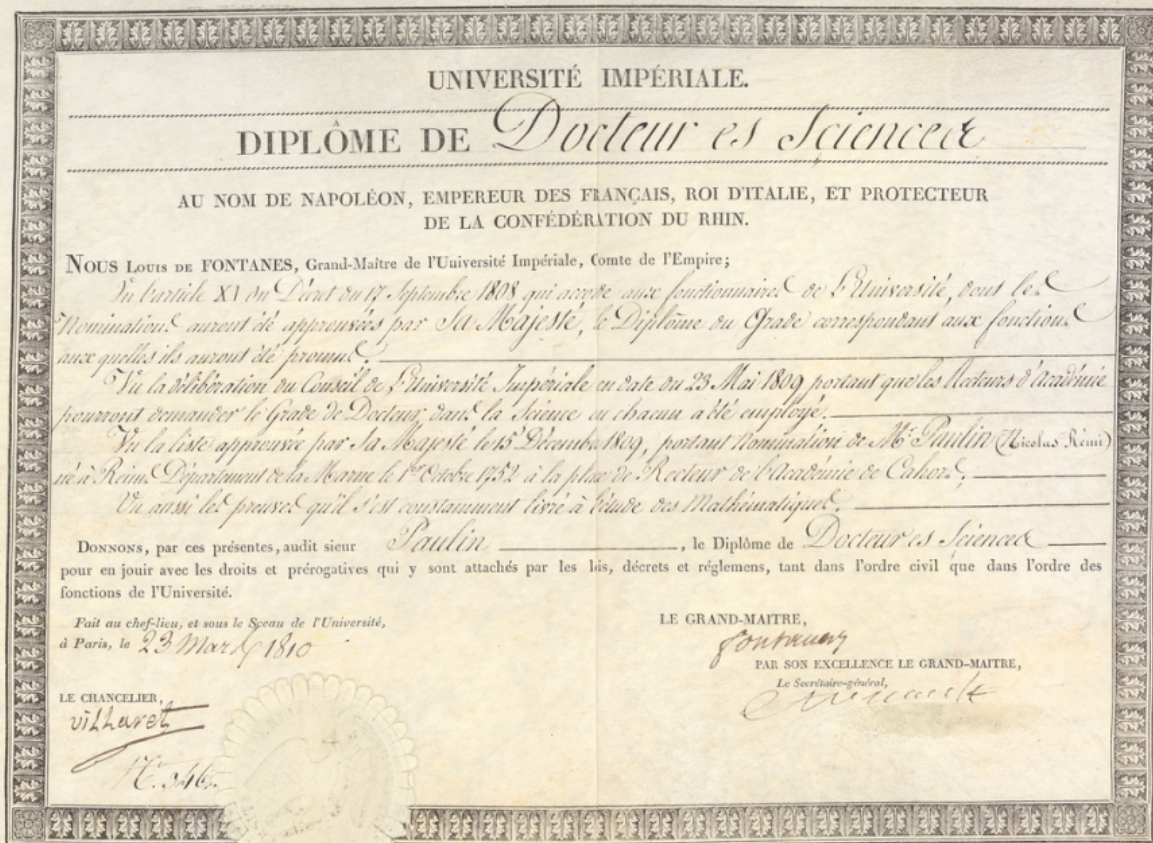 UNIVERSITÉ IMPÉRIALE.
DIPLÔME DE Docteur es Sciences
AU NOM DE NAPOLÉON, EMPEREUR DES FRANÇAIS, ROI D'ITALIE, ET PROTECTEUR
DE LA CONFÉDÉRATION DU RHIN.
NOUS LOUIS DE FONTANES, Grand-Maître de l'Université Impériale, Comte de l'Empire;
Vu l'article XV du Décret du 17 Septembre 1808 qui accorde aux fonctionnaires de l'Université, dont les
Nominations auront été approuvées par Sa Majesté, le Diplôme du Grade correspondant aux fonctions
aux quelles ils auront été promus.
Vu la délibération du Conseil de l'Université Impériale en date du 23 Mai 1809 portant que les Recteurs d'Académie
pourront demander le Grade de Docteur, dans la Science ou chacun a été employé.
Vu la liste approuvée par Sa Majesté le 15 Décembre 1809, portant Nomination de Mr. Paulin (Nicolas Rémi)
né à Reims Département de la Marne le 1er Octobre 1752 à la place de Recteur de l'Académie de Cahors;
Vu aussi les preuves qu'il s'est constamment livré à l'étude des Mathématiques.
DONNONS, par ces présentes, audit sieur Paulin, le Diplôme de Docteur es Sciences
pour en jouir avec les droits et prérogatives qui y sont attachés par les lois, décrets et réglemens, tant dans l'ordre civil que dans l'ordre des
fonctions de l'Université.
Fait au chef-lieu, et sous le Sceau de l'Université,
à Paris, le 23 Mars 1810
LE GRAND-MAITRE,
Fontanes
PAR SON EXCELLENCE LE GRAND-MAITRE,
Le Secrétaire-général,
LE CHANCELIER,
villaret